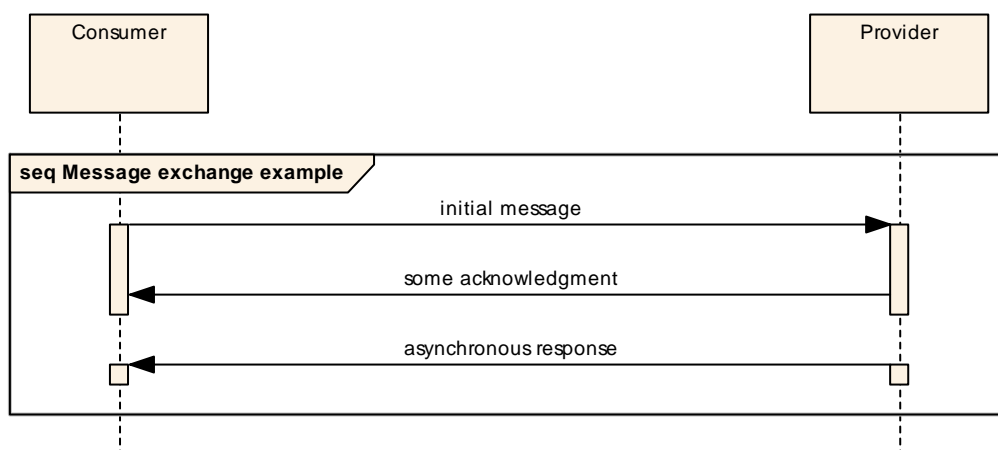 Consumer
Provider
seq Message exchange example
initial message
some acknowledgment
asynchronous response